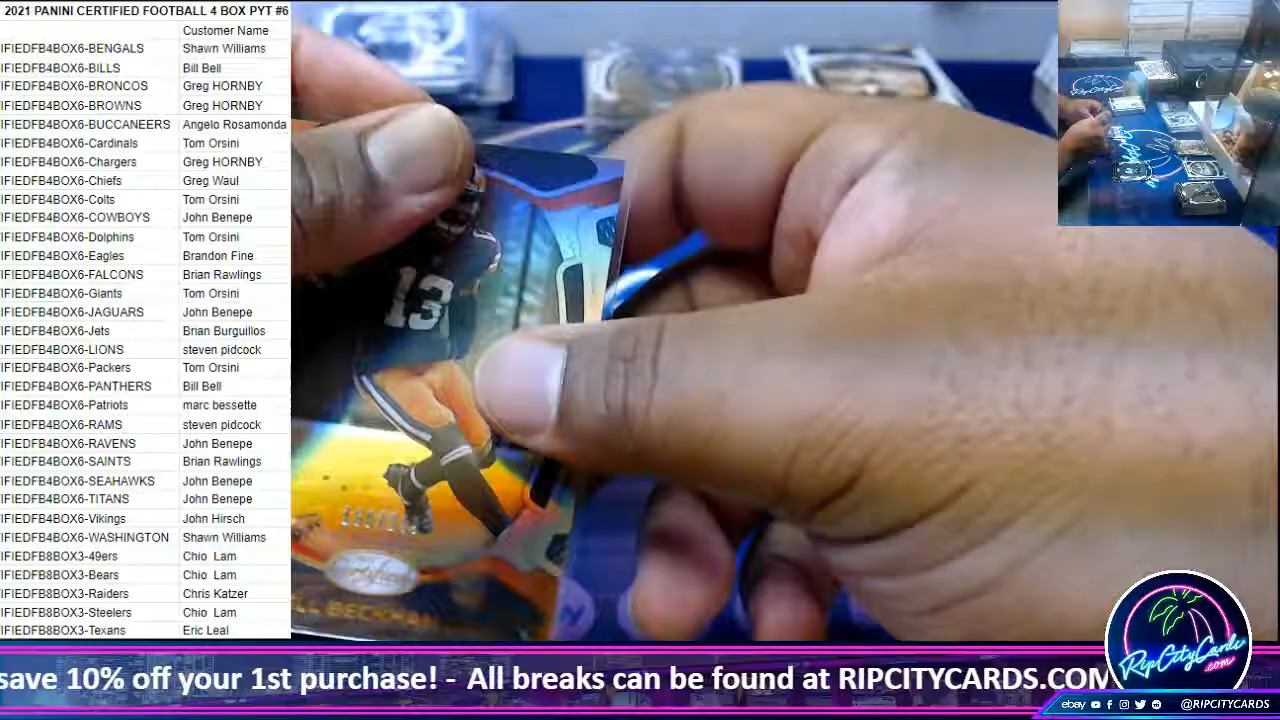 2021 PANINI CERTIFIED FOOTBALL 4 BOX PYT #6
Customer Name
IFIEDFB4BOX6-BENGALS Shawn Williams
IFIEDFB4BOX6-BILLS Bill Bell
IFIEDFB4BOX6-BRONCOS Greg HORNBY
IFIEDFB4BOX6-BROWNS Greg HORNBY
IFIEDFB4BOX6-BUCCANEERS Angelo Rosamonda
IFIEDFB4BOX6-Cardinals Tom Orsini
IFIEDFB4BOX6-Chargers Greg HORNBY
IFIEDFB4BOX6-Chiefs Greg Waul
IFIEDFB4BOX6-Colts Tom Orsini
IFIEDFB4BOX6-COWBOYS John Benepe
IFIEDFB4BOX6-Dolphins Tom Orsini
IFIEDFB4BOX6-Eagles Brandon Fine
IFIEDFB4BOX6-FALCONS Brian Rawlings
IFIEDFB4BOX6-Giants Tom Orsini
IFIEDFB4BOX6-JAGUARS John Benepe
IFIEDFB4BOX6-Jets Brian Burguillos
IFIEDFB4BOX6-LIONS steven pidcock
IFIEDFB4BOX6-Packers Tom Orsini
IFIEDFB4BOX6-PANTHERS Bill Bell
IFIEDFB4BOX6-Patriots marc bessette
IFIEDFB4BOX6-RAMS steven pidcock
IFIEDFB4BOX6-RAVENS John Benepe
IFIEDFB4BOX6-SAINTS Brian Rawlings
IFIEDFB4BOX6-SEAHAWKS John Benepe
IFIEDFB4BOX6-TITANS John Benepe
IFIEDFB4BOX6-Vikings John Hirsch
IFIEDFB4BOX6-WASHINGTON Shawn Williams
IFIEDFB8BOX3-49ers Chio Lam
IFIEDFB8BOX3-Bears Chio Lam
IFIEDFB8BOX3-Raiders Chris Katzer
IFIEDFB8BOX3-Steelers Chio Lam
IFIEDFB8BOX3-Texans Eric Leal
13
Certified
BECKHAM
save 10% off your 1st purchase! - All breaks can be found at RIPCITYCARDS.COM
RipCityCards
.com
ebay @RIPCITYCARDS